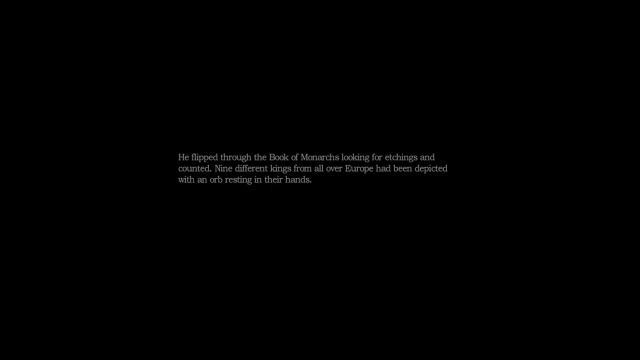 He flipped through the Book of Monarchs looking for etchings and
counted. Nine different kings from all over Europe had been depicted
with an orb resting in their hands.